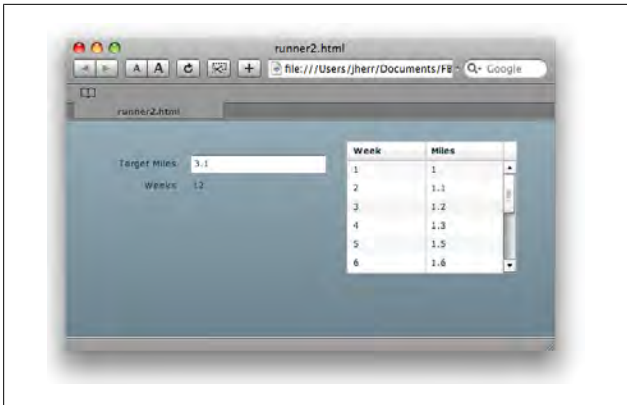 runner2.html
A A
file:///Users/jherr/Documents/FB
Google
runner2.html
Target Miles 3.1
Weeks 12
Week Miles
1 1
2 1.1
3 1.2
4 1.3
5 1.5
6 1.6